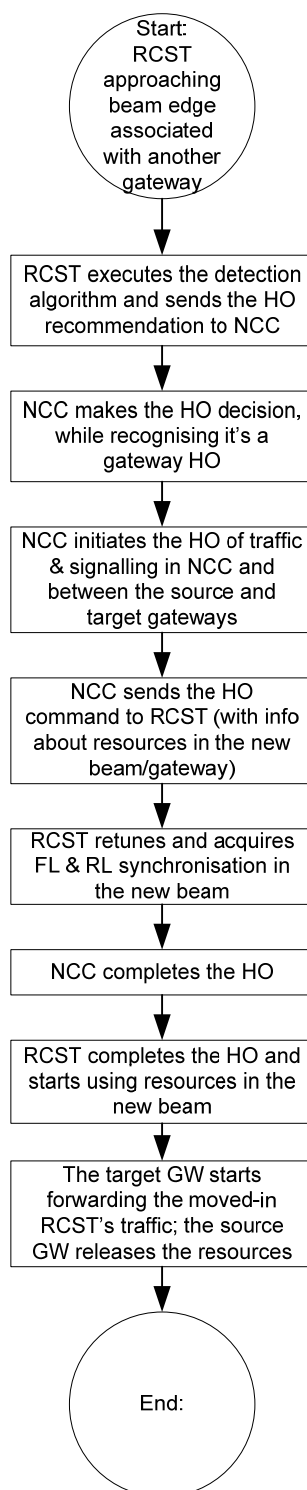 Start:
RCST
approaching
beam edge
associated
with another
gateway
RCST executes the detection
algorithm and sends the HO
recommendation to NCC
NCC makes the HO decision,
while recognising it's a
gateway HO
NCC initiates the HO of traffic
& signalling in NCC and
between the source and
target gateways
NCC sends the HO
command to RCST (with info
about resources in the new
beam/gateway)
RCST retunes and acquires
FL & RL synchronisation in
the new beam
NCC completes the HO
RCST completes the HO and
starts using resources in the
new beam
The target GW starts
forwarding the moved-in
RCST's traffic; the source
GW releases the resources
End: